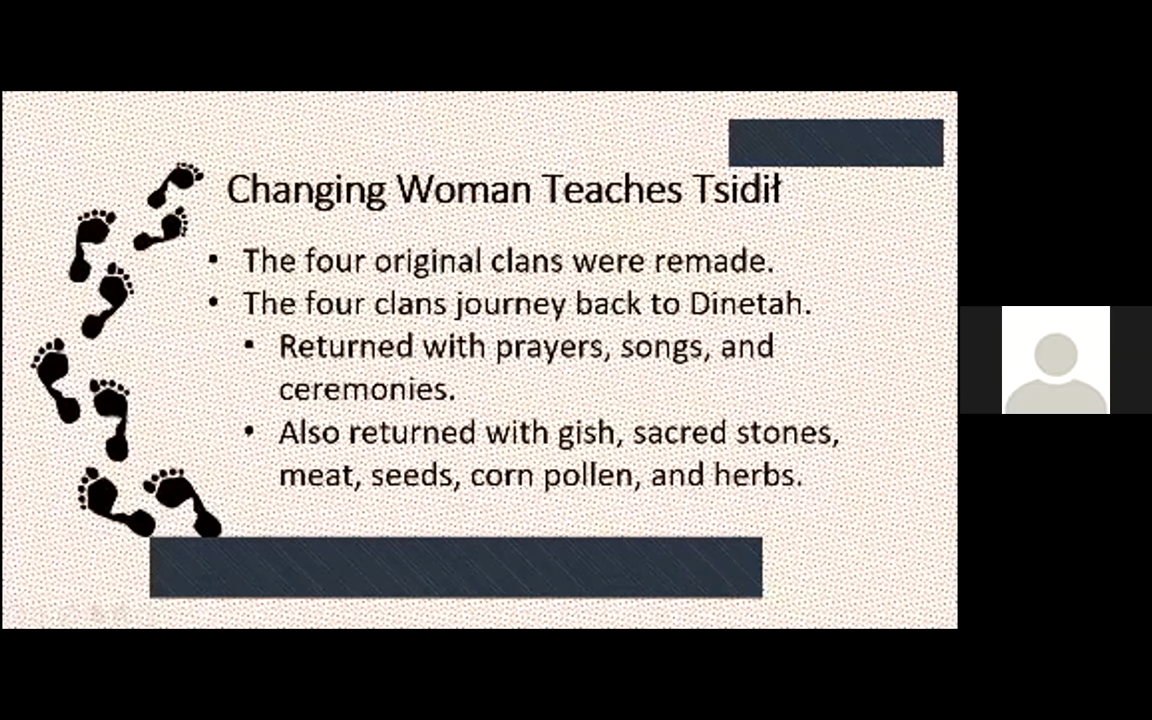 Changing Woman Teaches Tsidił
▪ The four original clans were remade.
• The four clans journey back to Dinetah.
▪ Returned with prayers, songs, and
ceremonies.
• Also returned with gish, sacred stones,
meat, seeds, corn pollen, and herbs.